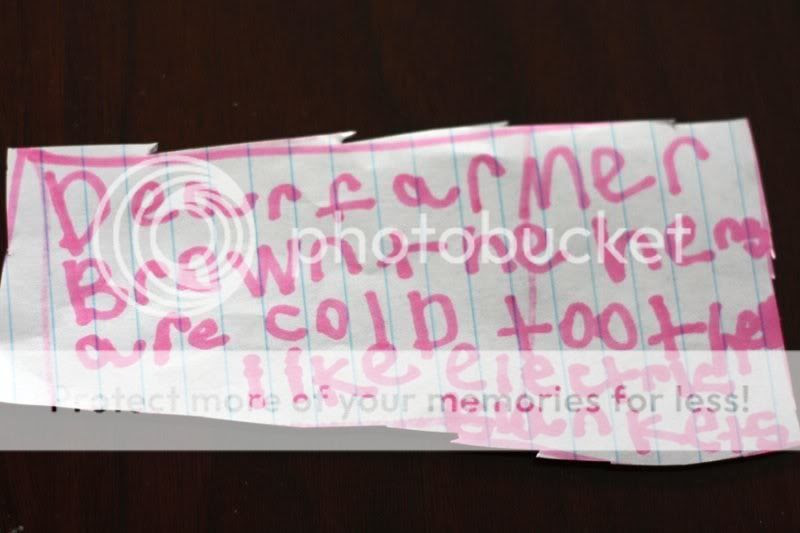 Dear farmer
Brown the hens
are cold too they
like electric
blankets
photobucket
Protect more of your memories for less!